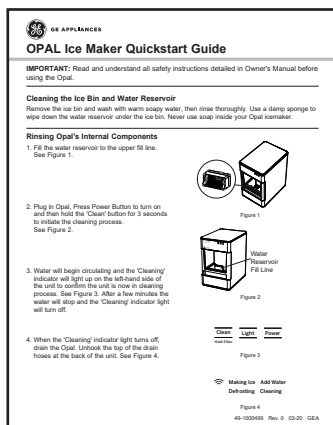 GE APPLIANCES
OPAL Ice Maker Quickstart Guide
IMPORTANT: Read and understand all safety instructions detailed in Owner's Manual before
using the Opal.
Cleaning the Ice Bin and Water Reservoir
Remove the ice bin and wash with warm soapy water, then rinse thoroughly. Use a damp sponge to
wipe down the water reservoir under the ice bin. Never use soap inside your Opal icemaker.
Rinsing Opal's Internal Components
1. Fill the water reservoir to the upper fill line.
See Figure 1.
Figure 1
2. Plug in Opal, Press Power Button to turn on
and then hold the 'Clean' button for 3 seconds
to initiate the cleaning process.
See Figure 2.
Water
Reservoir
Fill Line
Figure 2
3. Water will begin circulating and the 'Cleaning'
indicator will light up on the left-hand side of
the unit to confirm the unit is now in cleaning
process. See Figure 3. After a few minutes the
water will stop and the 'Cleaning' indicator light
will turn off.
Clean Light Power
Hold 3 Sec
Figure 3
4. When the 'Cleaning' indicator light turns off,
drain the Opal. Unhook the top of the drain
hoses at the back of the unit. See Figure 4.
Making Ice Add Water
Defrosting Cleaning
Figure 4
49-1000499 Rev. 0 03-20 GEA